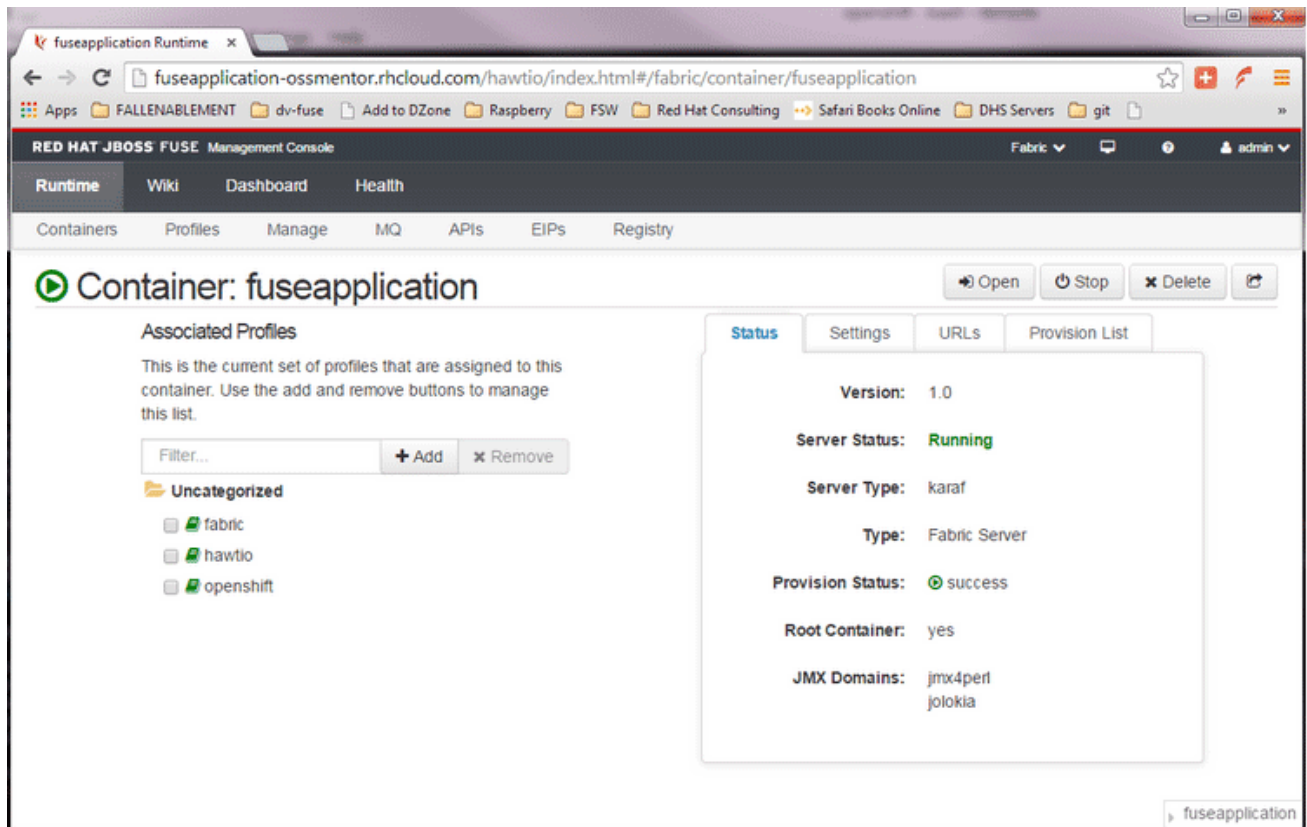 fuseapplication Runtime
fuseapplication-ossmentor.rhcloud.com/hawtio/index.html#/fabric/container/fuseapplication
Apps FALLENABLEMENT dv-fuse Add to DZone Raspberry FSW Red Hat Consulting Safari Books Online DHS Servers git »
RED HAT JBOSS FUSE Management Console Fabric admin
Runtime Wiki Dashboard Health
Containers Profiles Manage MQ APIs EIPs Registry
Container: fuseapplication Open Stop Delete
Associated Profiles
This is the current set of profiles that are assigned to this
container. Use the add and remove buttons to manage
this list.
Filter... Add Remove
Uncategorized
fabric
hawtio
openshift
Status Settings URLs Provision List
Version: 1.0
Server Status: Running
Server Type: karaf
Type: Fabric Server
Provision Status: success
Root Container: yes
JMX Domains: jmx4perl
jolokia
fuseapplication